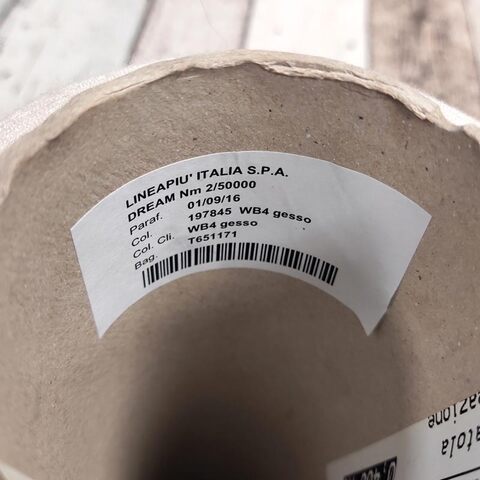 LINEAPIU' ITALIA S.P.A.
DREAM Nm 2/50000
Paraf. 01/09/16
Col. 197845 WB4 gesso
Col. Cli. WB4 gesso
Bag. T651171